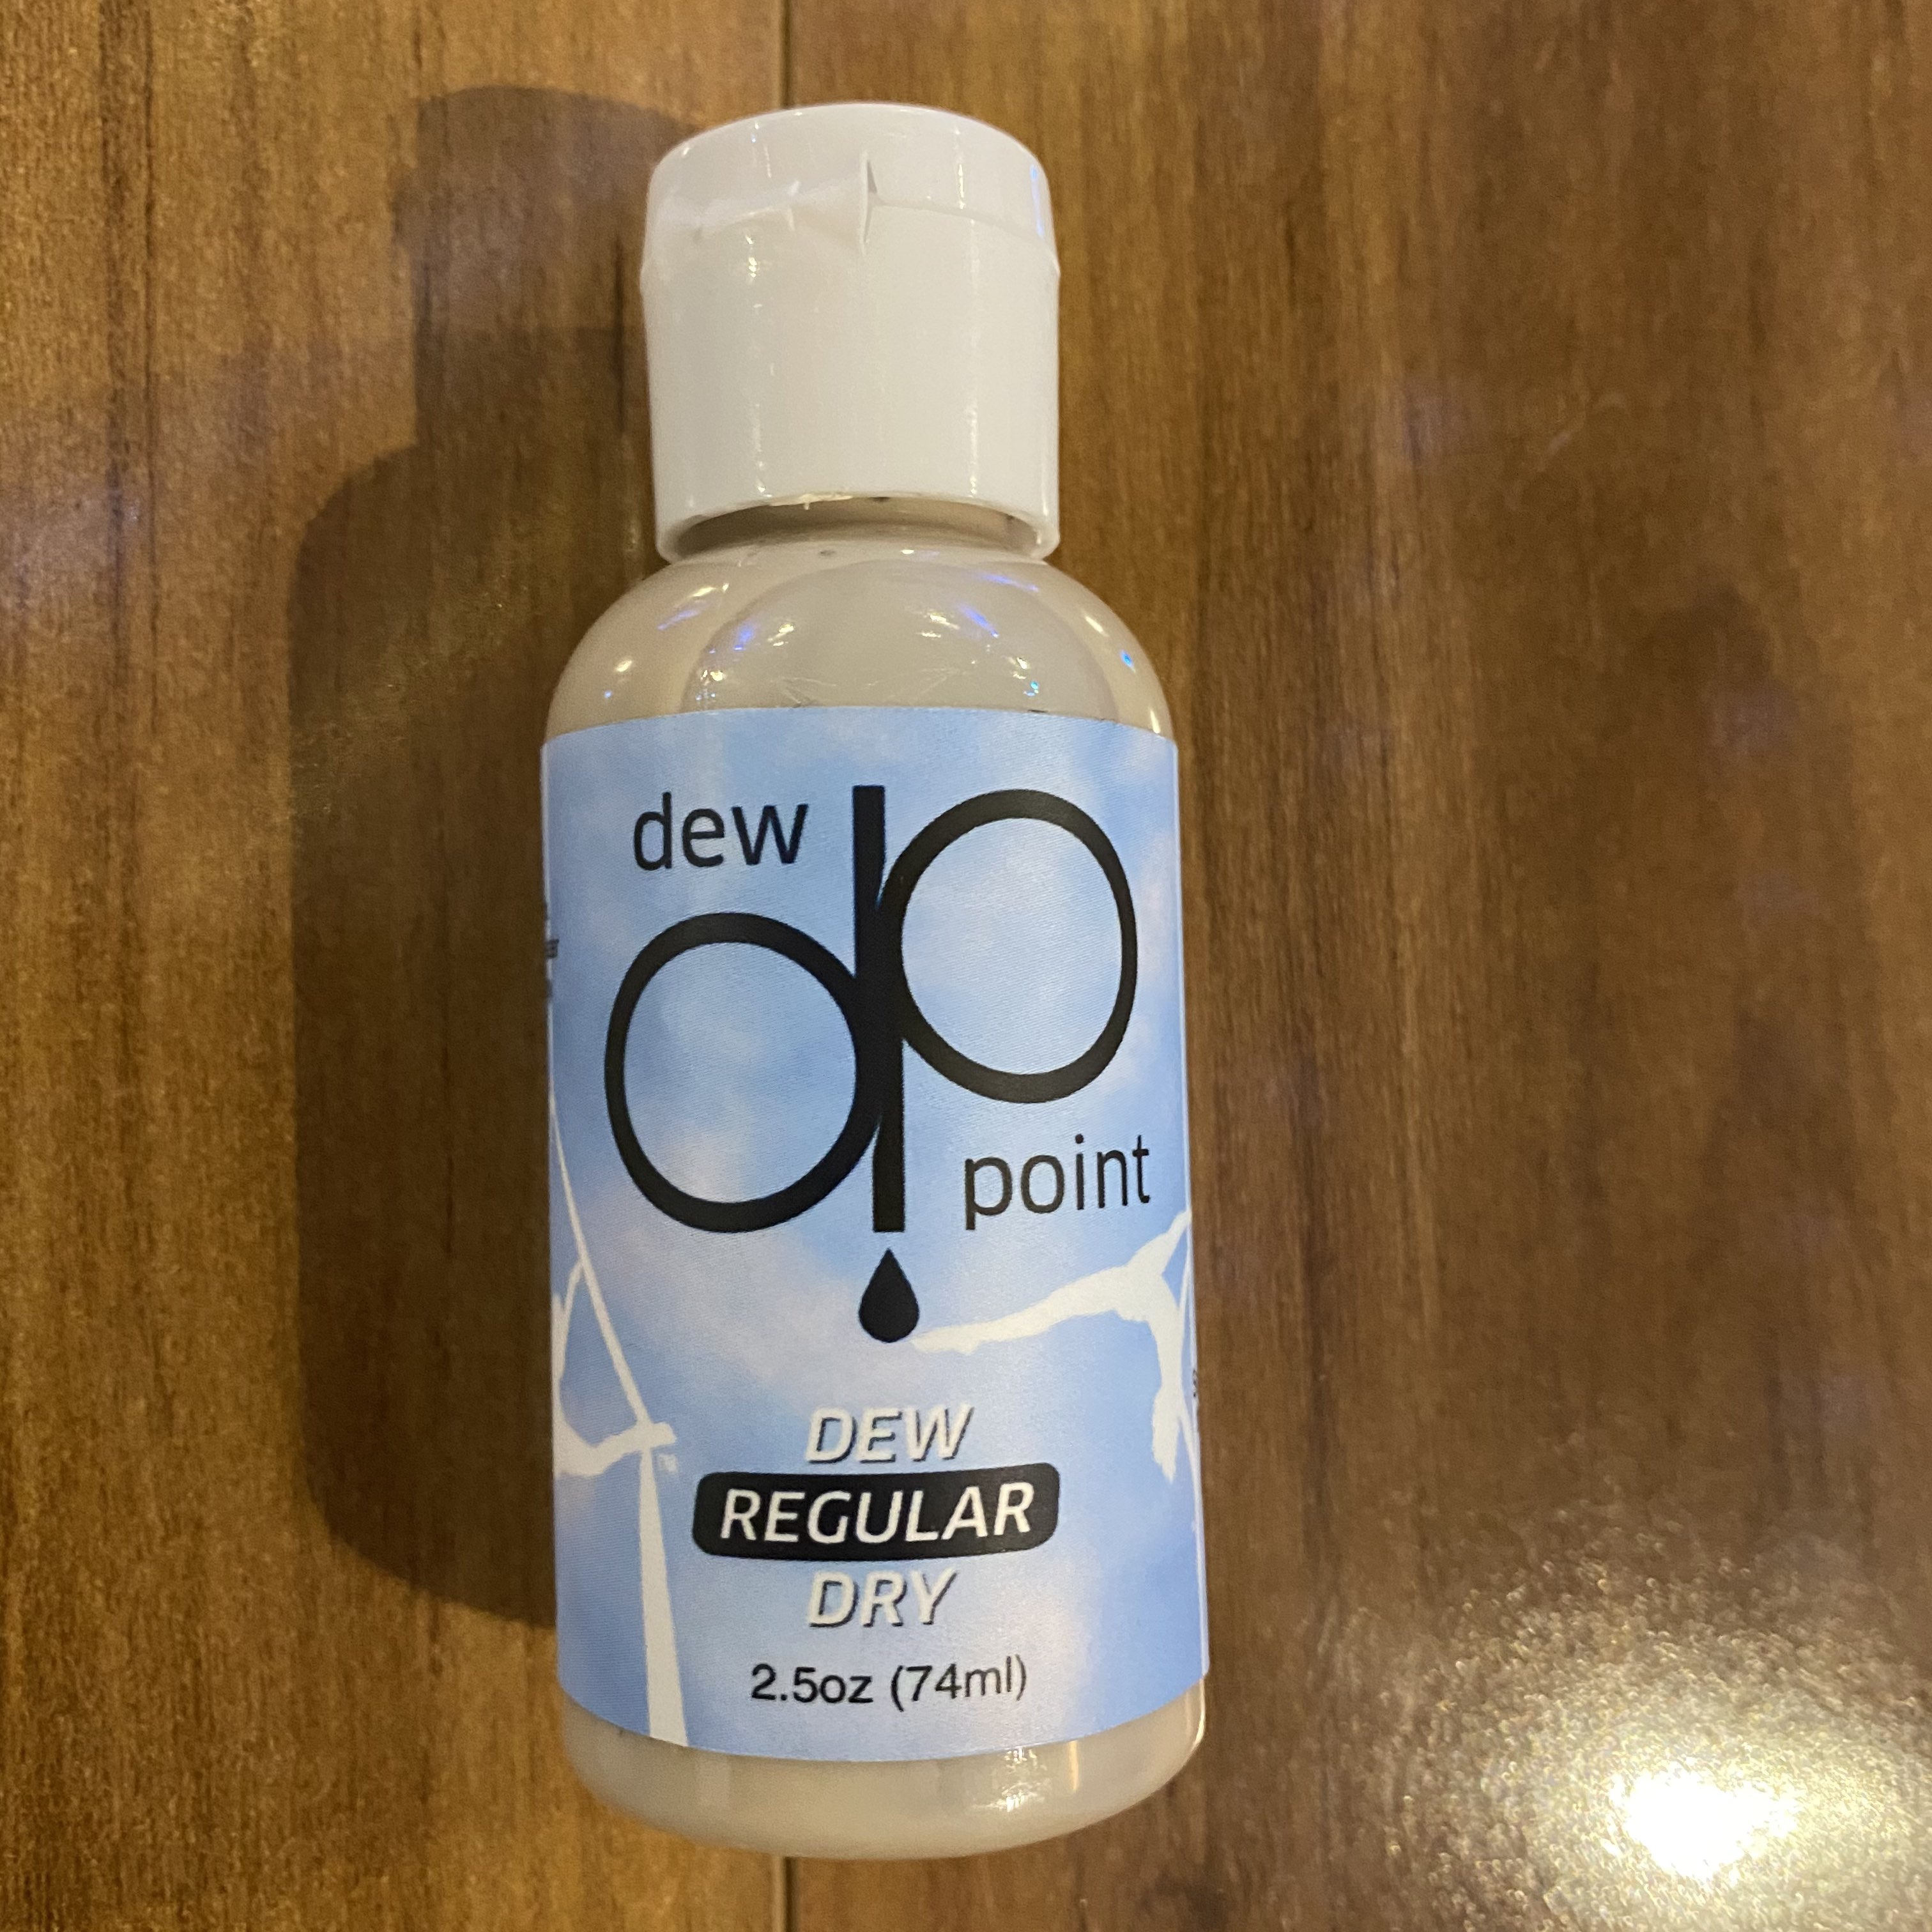 dew
dp
point
DEW
REGULAR
DRY
2.5oz (74ml)